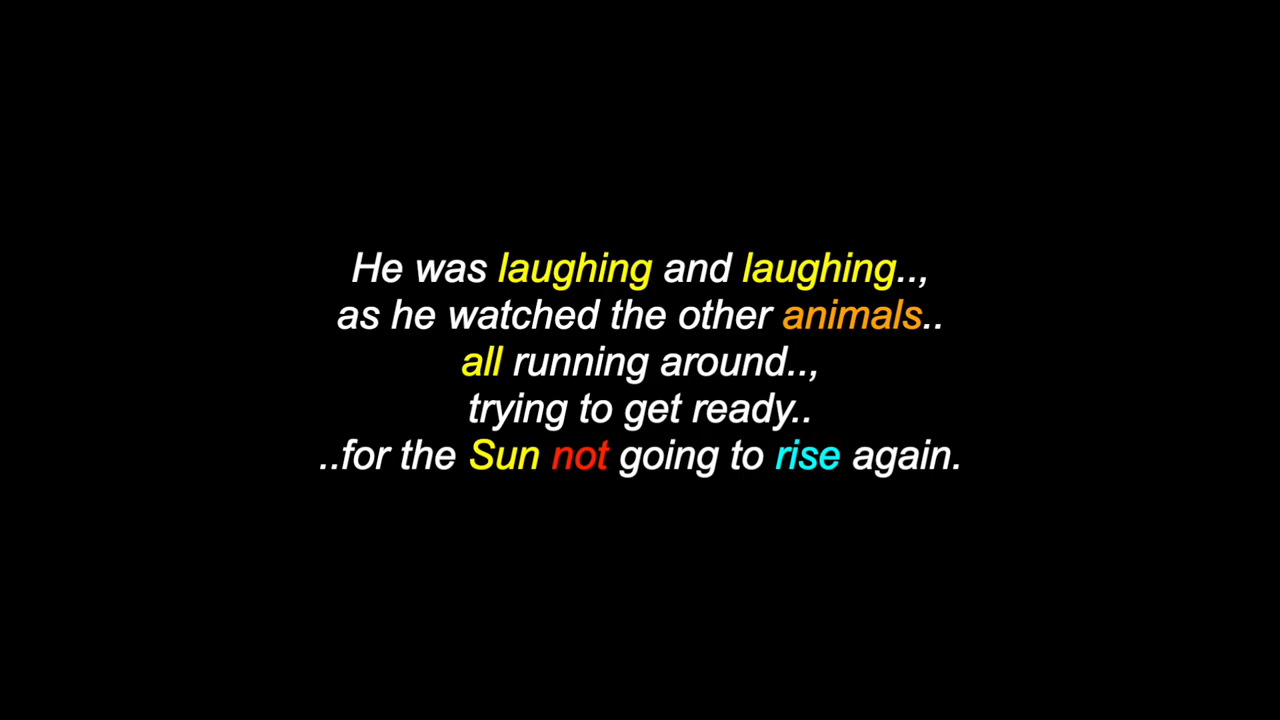 He was laughing and laughing..,
as he watched the other animals..
all running around..,
trying to get ready..
..for the Sun not going to rise again.